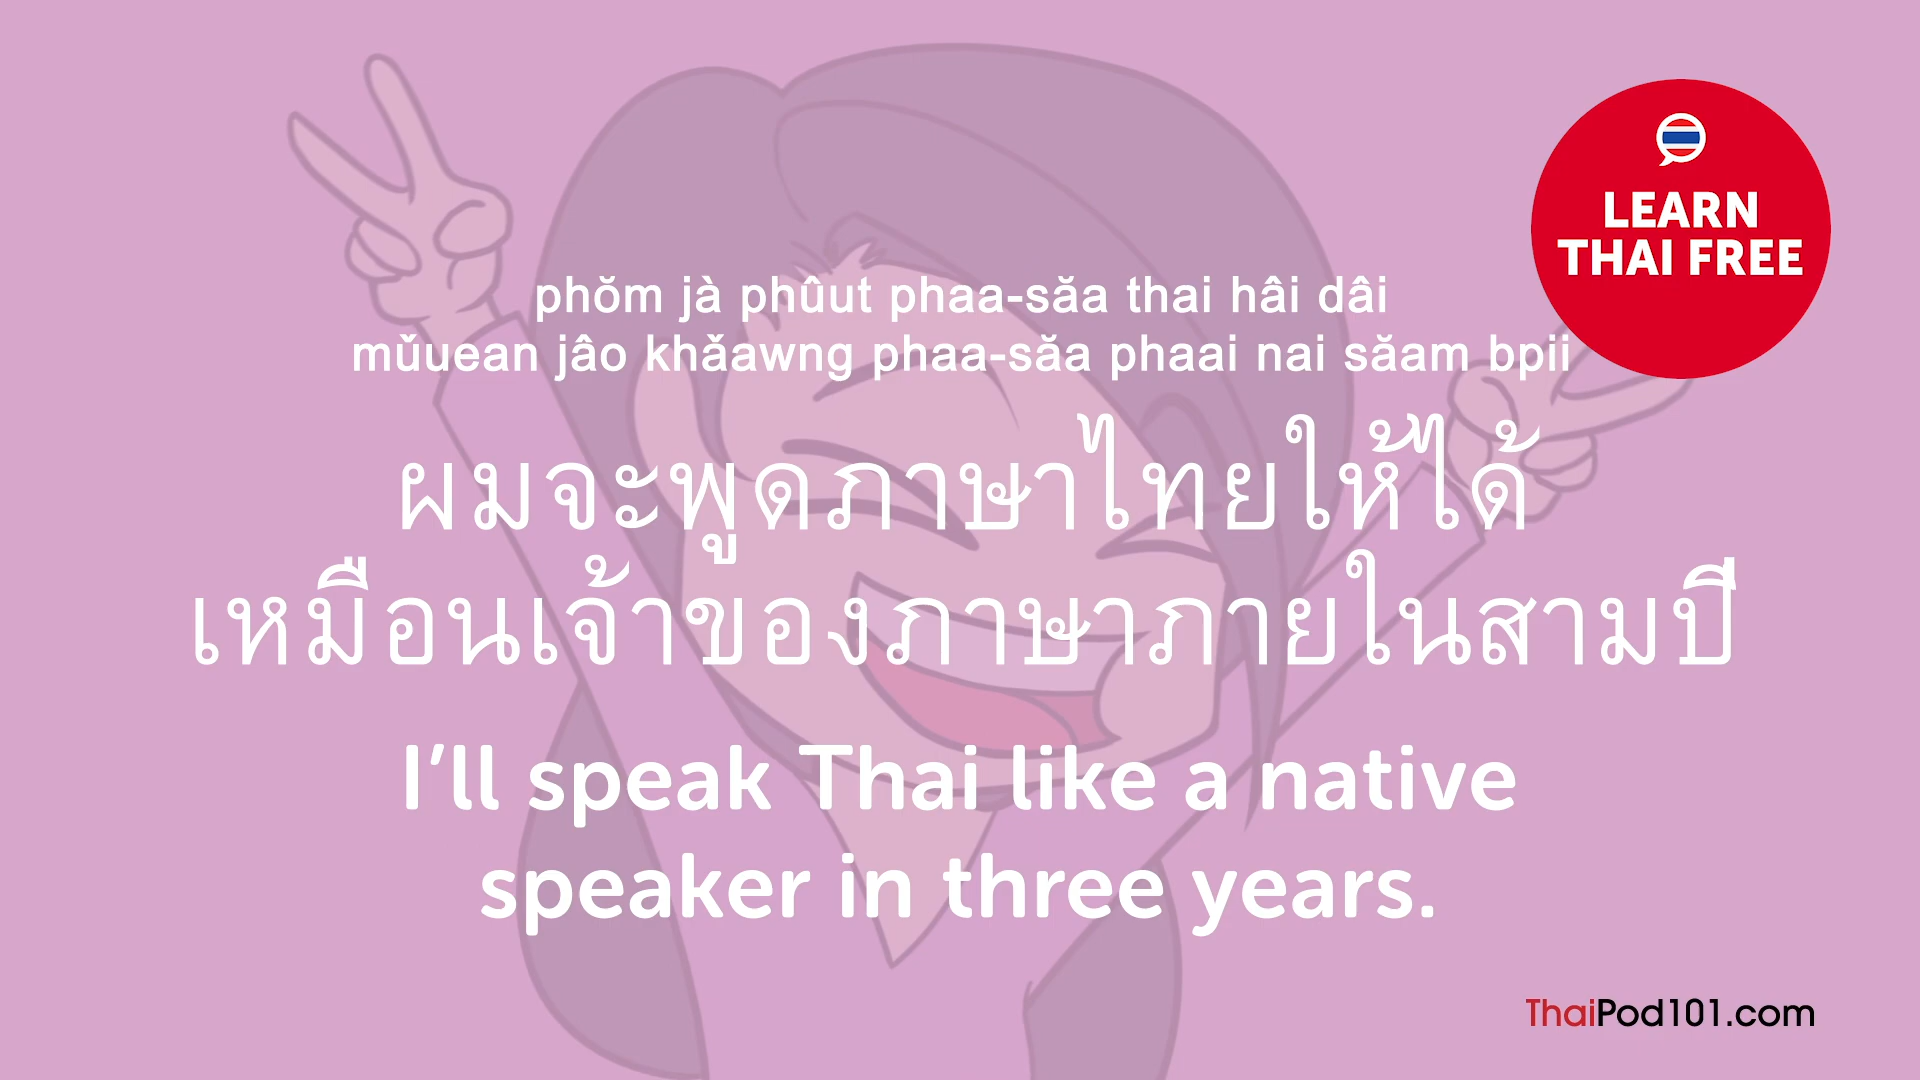 LEARN
THAI FREE
phŏm jà phûut phaa-săa thai hâi dâi
mǔuean jâo khǎawng phaa-săa phaai nai săam bpii
ผมจะพูดภาษาไทยให้ได้
เหมือนเจ้าของภาษาภายในสามปี
I’ll speak Thai like a native
speaker in three years.
ThaiPod101.com